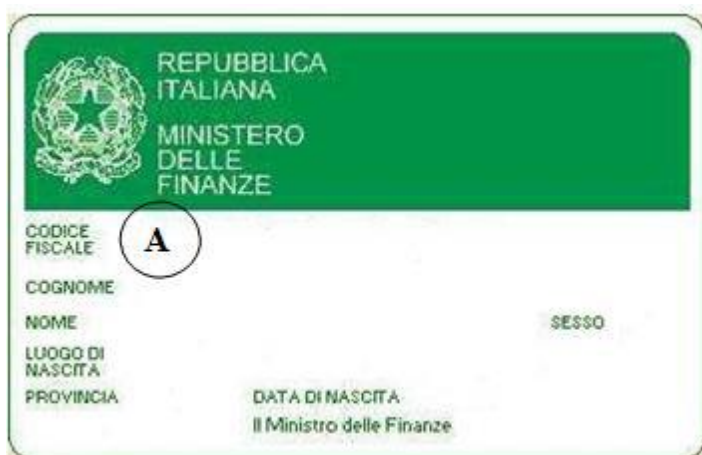 REPUBBLICA
ITALIANA
MINISTERO
DELLE
FINANZE
CODICE
FISCALE
A
COGNOME
NOME
SESSO
LUOGO DI
NASCITA
PROVINCIA
DATA DI NASCITA
Il Ministro delle Finanze